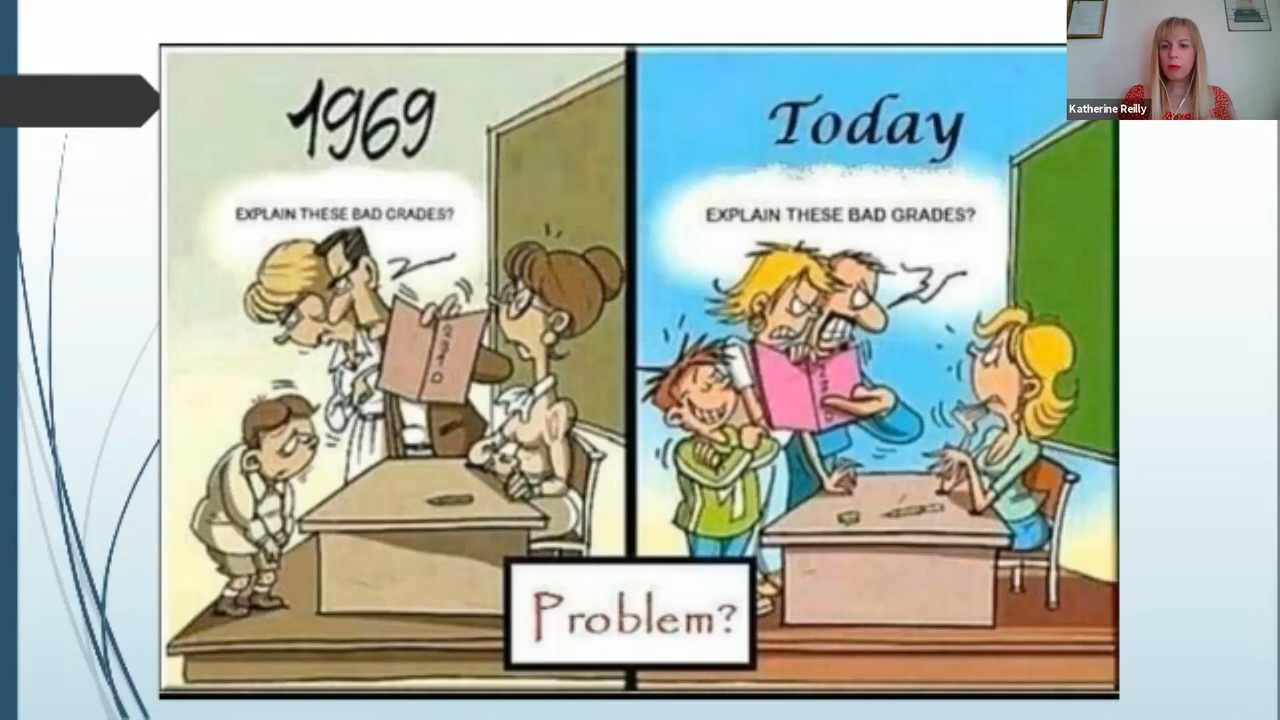 1969
EXPLAIN THESE BAD GRADES?
Today
EXPLAIN THESE BAD GRADES?
Problem?
Katherine Reilly